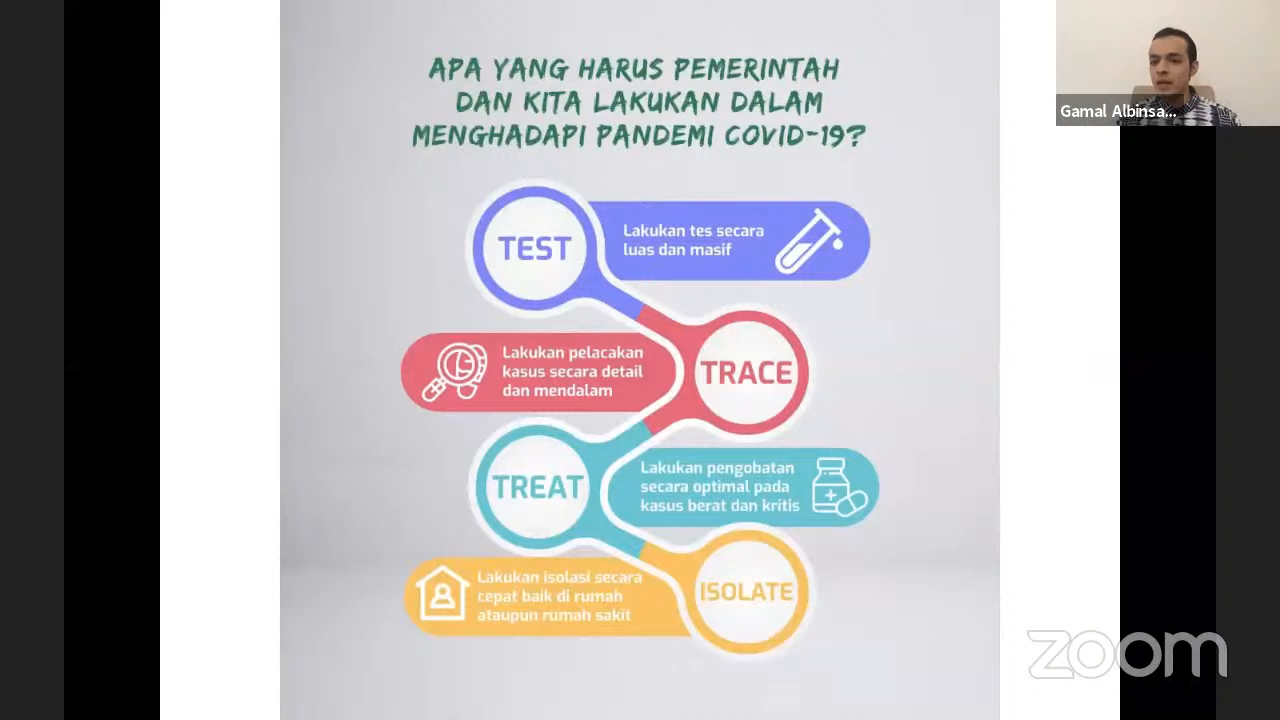 APA YANG HARUS PEMERINTAH
DAN KITA LAKUKAN DALAM
MENGHADAPI PANDEMI COVID-19?
Gamal Albinsa...
TEST
Lakukan tes secara
luas dan masif
Lakukan pelacakan
kasus secara detail
dan mendalam
TRACE
TREAT
Lakukan pengobatan
secara optimal pada
kasus berat dan kritis
Lakukan isolasi secara
cepat baik di rumah
ataupun rumah sakit
ISOLATE
zoom